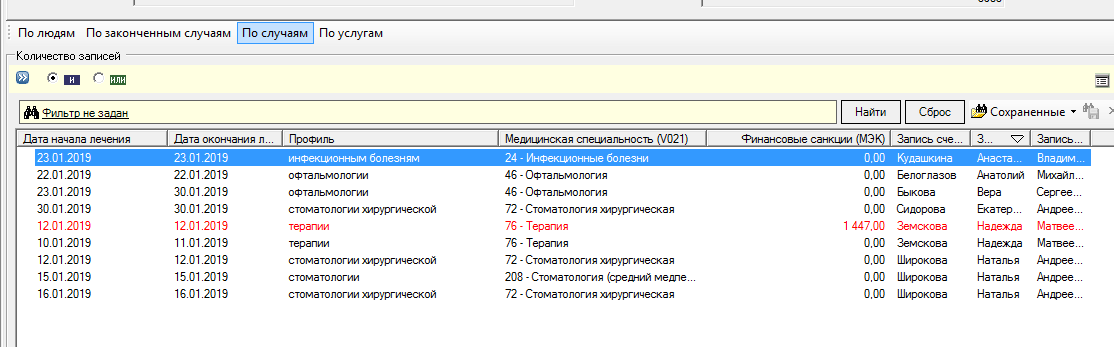 По людям По законченным случаям По случаям По услугам
Количество записей
и или
Фильтр не задан Найти Сброс Сохраненные
Дата начала лечения Дата окончания л... Профиль Медицинская специальность (V021) Финансовые санкции (МЭК) Запись сче... З... Запись...
23.01.2019 23.01.2019 инфекционным болезням 24 - Инфекционные болезни 0,00 Кудашкина Анаста... Владим...
22.01.2019 22.01.2019 офтальмологии 46 - Офтальмология 0,00 Белоглазов Анатолий Михайл...
23.01.2019 30.01.2019 офтальмологии 46 - Офтальмология 0,00 Быкова Вера Сергее...
30.01.2019 30.01.2019 стоматологии хирургической 72 - Стоматология хирургическая 0,00 Сидорова Екатер... Андрее...
12.01.2019 12.01.2019 терапии 76 - Терапия 1 447,00 Земскова Надежда Матвее...
10.01.2019 11.01.2019 терапии 76 - Терапия 0,00 Земскова Надежда Матвее...
12.01.2019 12.01.2019 стоматологии хирургической 72 - Стоматология хирургическая 0,00 Широкова Наталья Андрее...
15.01.2019 15.01.2019 стоматологии 208 - Стоматология (средний медпе... 0,00 Широкова Наталья Андрее...
16.01.2019 16.01.2019 стоматологии хирургической 72 - Стоматология хирургическая 0,00 Широкова Наталья Андрее...